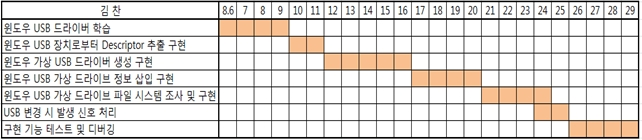 김 찬 8.6 7 8 9 10 11 12 13 14 15 16 17 18 19 20 21 22 23 24 25 26 27 28 29
윈도우 USB 드라이버 학습
윈도우 USB 장치로부터 Descriptor 추출 구현
윈도우 가상 USB 드라이버 생성 구현
윈도우 USB 가상 드라이브 정보 삽입 구현
윈도우 USB 가상 드라이브 파일 시스템 조사 및 구현
USB 변경 시 발생 신호 처리
구현 기능 테스트 및 디버깅